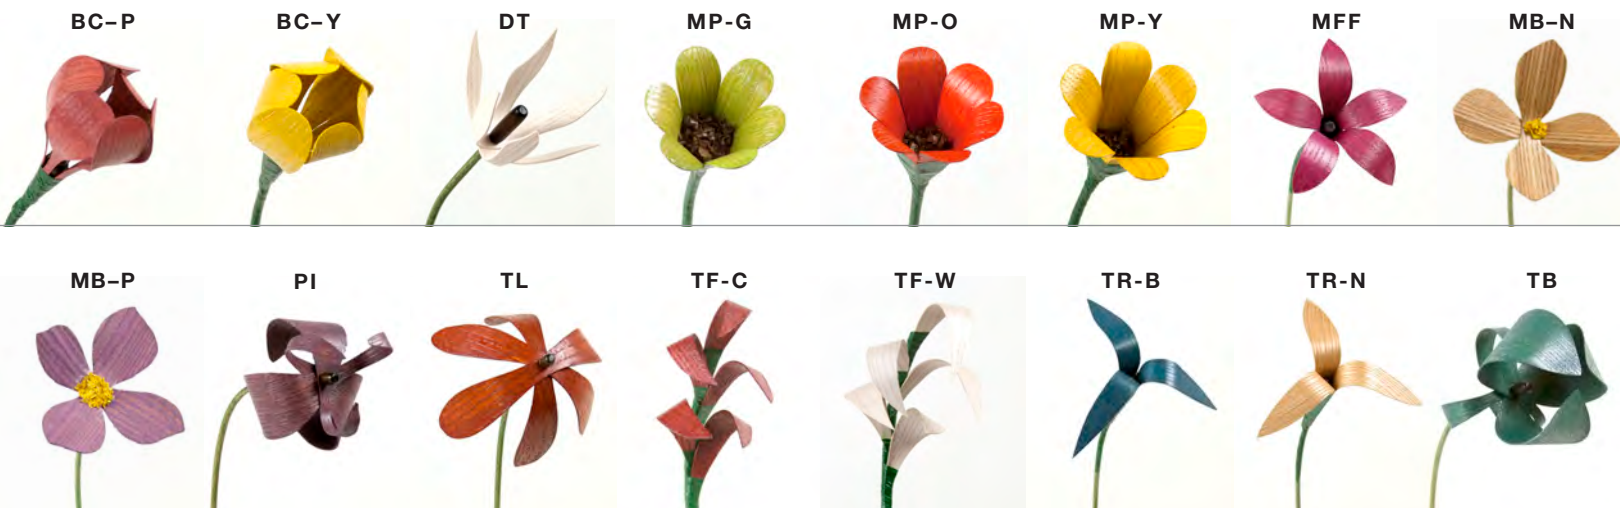 BC–P BC–Y DT MP-G MP-O MP-Y MFF MB–N
MB–P PI TL TF-C TF-W TR-B TR-N TB